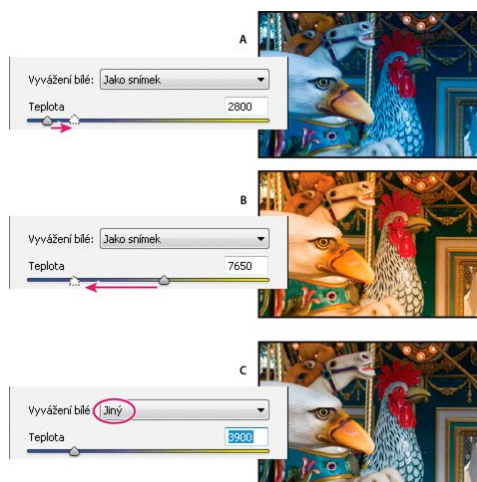 A
Vyvážení bílé: Jako snímek
Teplota 2800
B
Vyvážení bílé: Jako snímek
Teplota 7650
C
Vyvážení bílé: Jiný
Teplota 3900